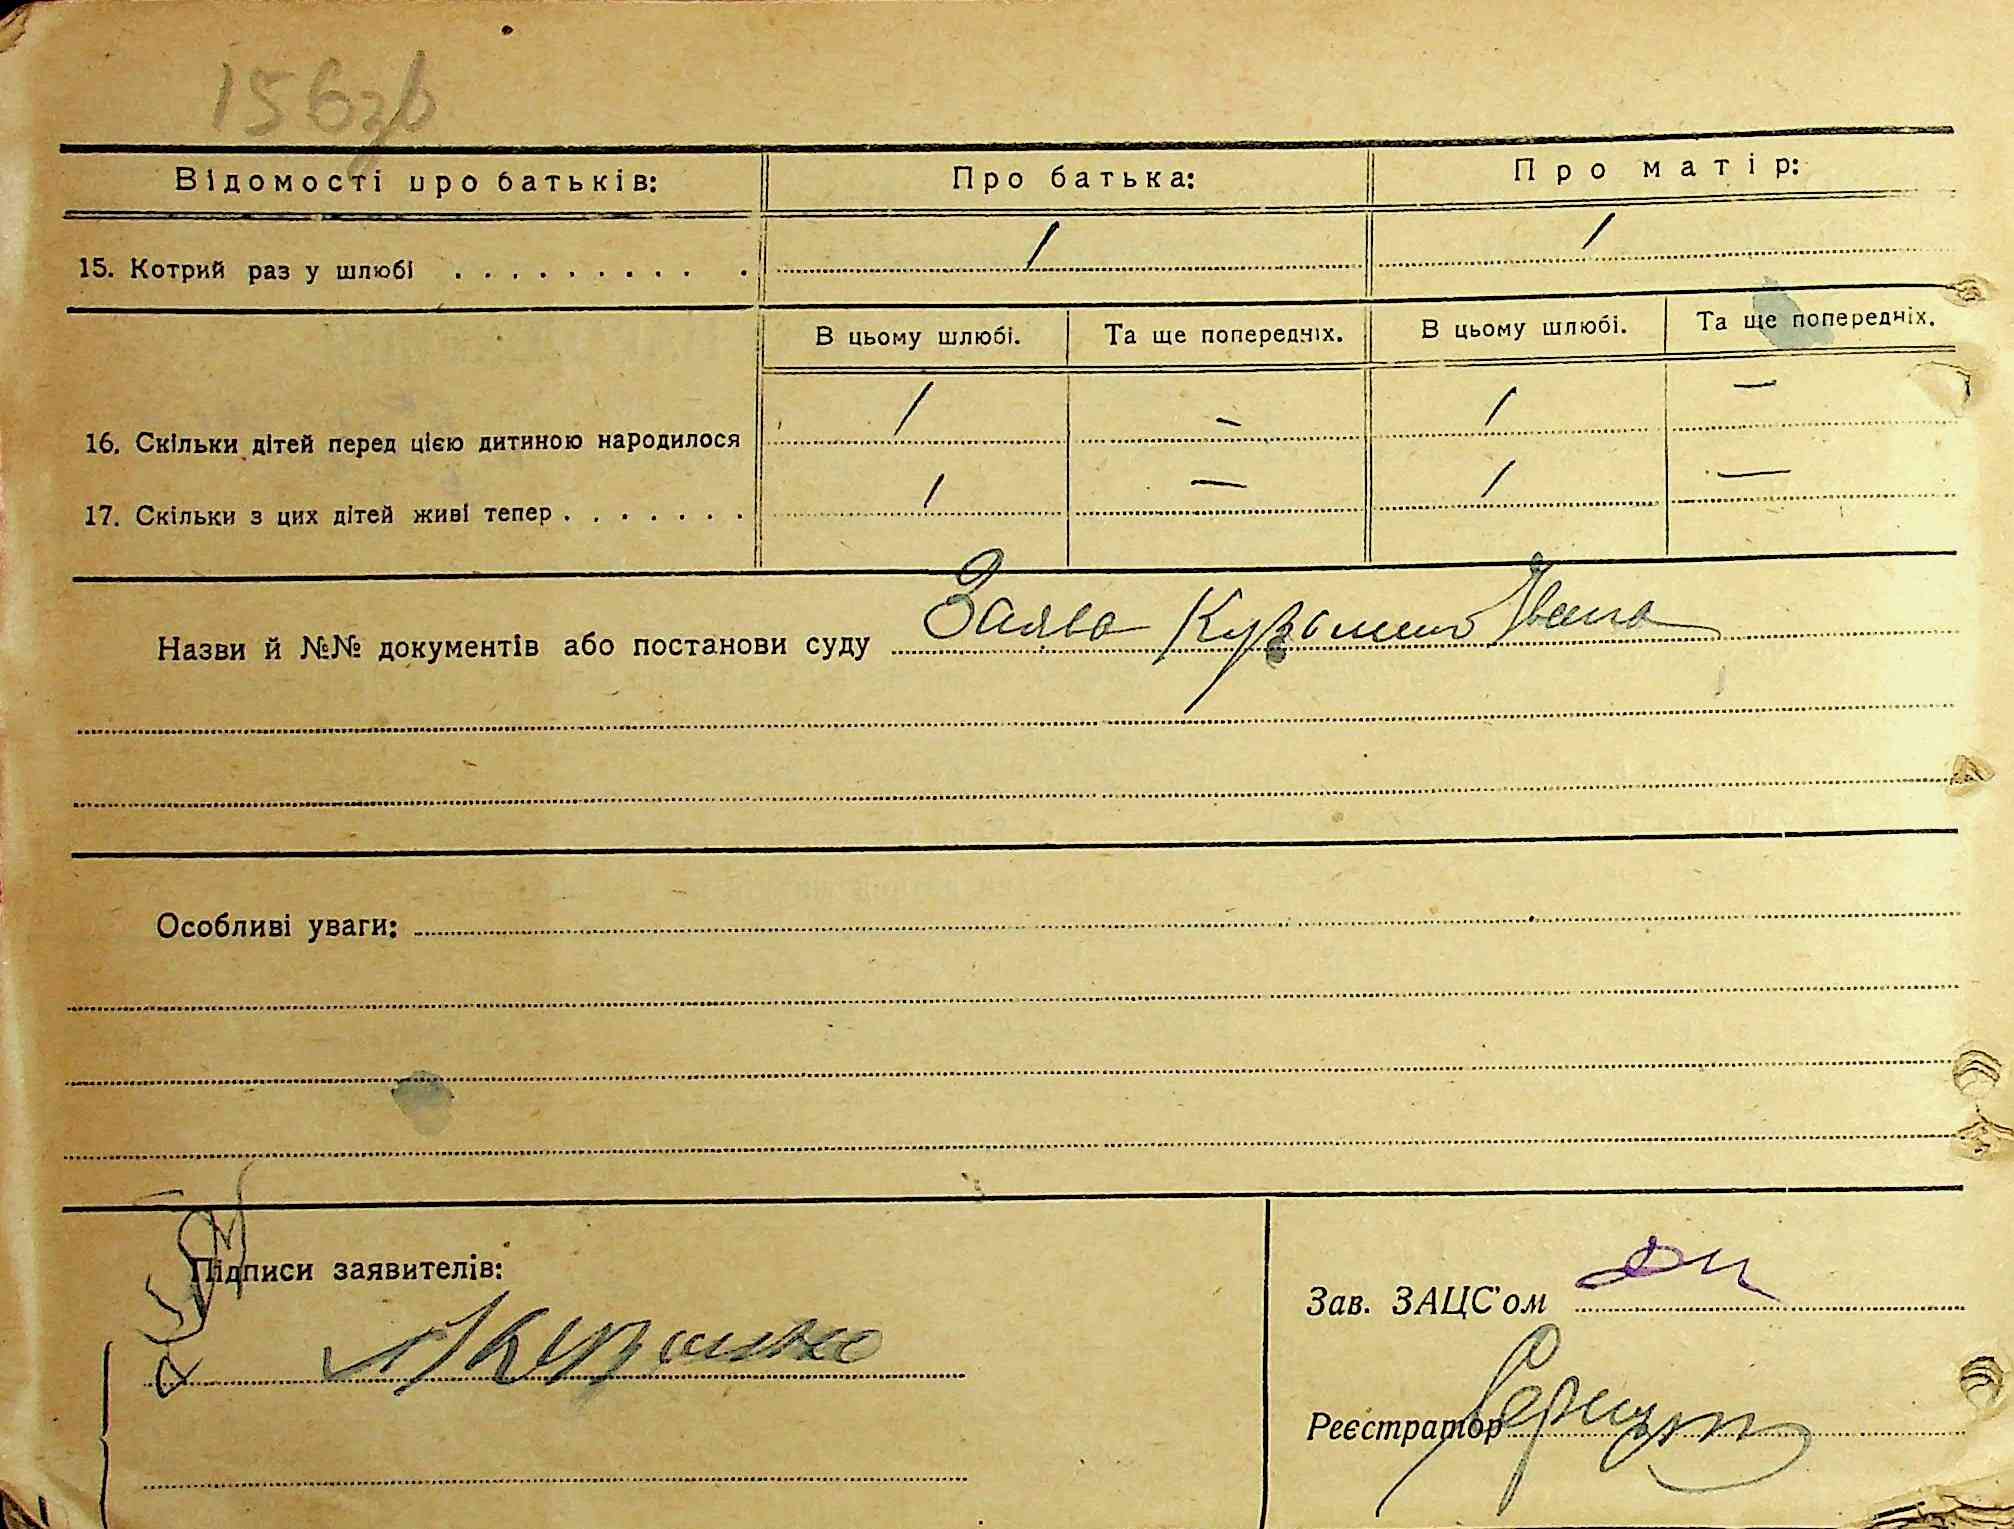 156зв
Відомості про батьків: Про батька: Про матір:
15. Котрий раз у шлюбі . . . . . . . . . . 1 1
В цьому шлюбі. Та ще попередніх. В цьому шлюбі. Та ще попередніх.
16. Скільки дітей перед цією дитиною народилося 1 – 1 –
17. Скільки з цих дітей живі тепер . . . . . . . 1 – 1 –
Назви й №№ документів або постанови суду Заява Кузьменко Івана
Особливі уваги:
Підписи заявителів:
Зав. ЗАЦС'ом
Реєстратор